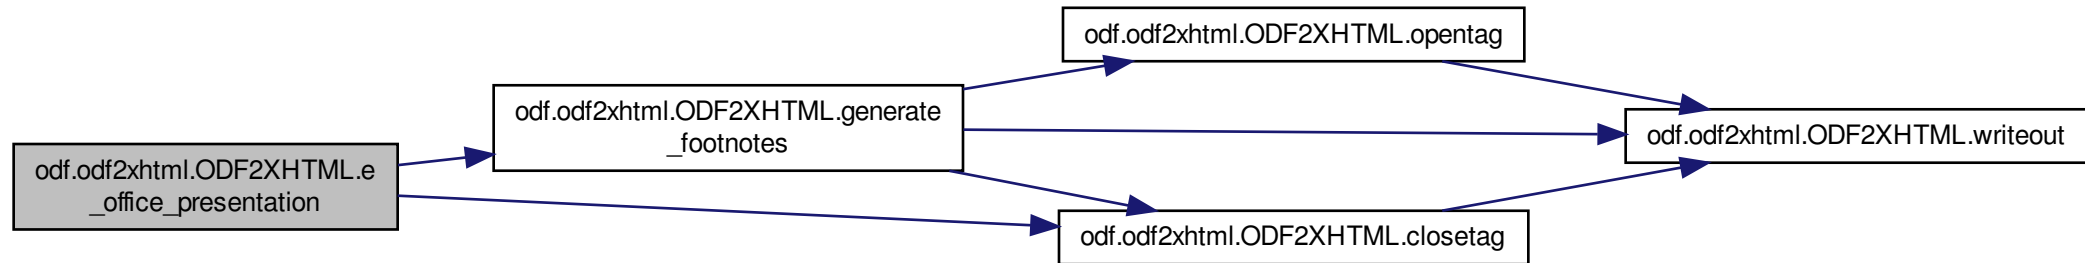 odf.odf2xhtml.ODF2XHTML.e
_office_presentation
odf.odf2xhtml.ODF2XHTML.generate
_footnotes
odf.odf2xhtml.ODF2XHTML.opentag
odf.odf2xhtml.ODF2XHTML.closetag
odf.odf2xhtml.ODF2XHTML.writeout